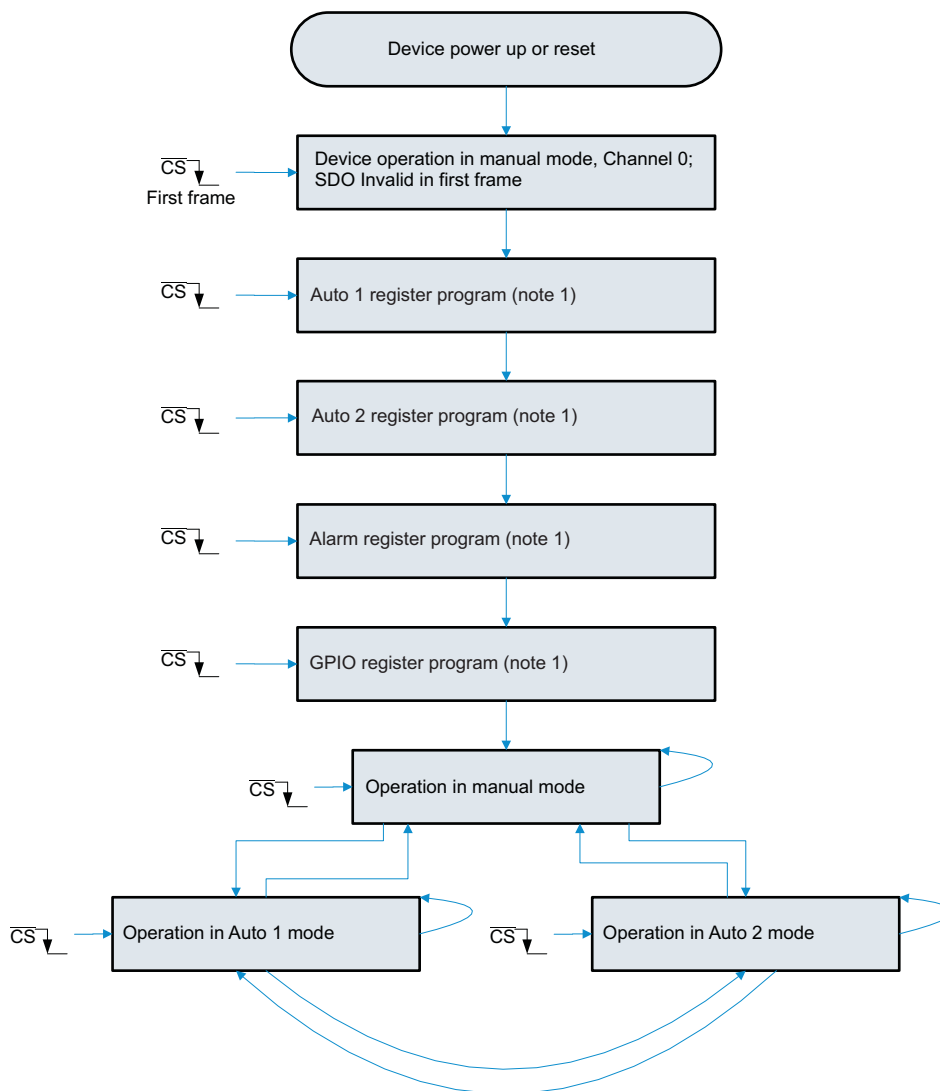 Device power up or reset
CS
First frame
Device operation in manual mode, Channel 0;
SDO Invalid in first frame
CS
Auto 1 register program (note 1)
CS
Auto 2 register program (note 1)
CS
Alarm register program (note 1)
CS
GPIO register program (note 1)
CS
Operation in manual mode
CS
Operation in Auto 1 mode
CS
Operation in Auto 2 mode